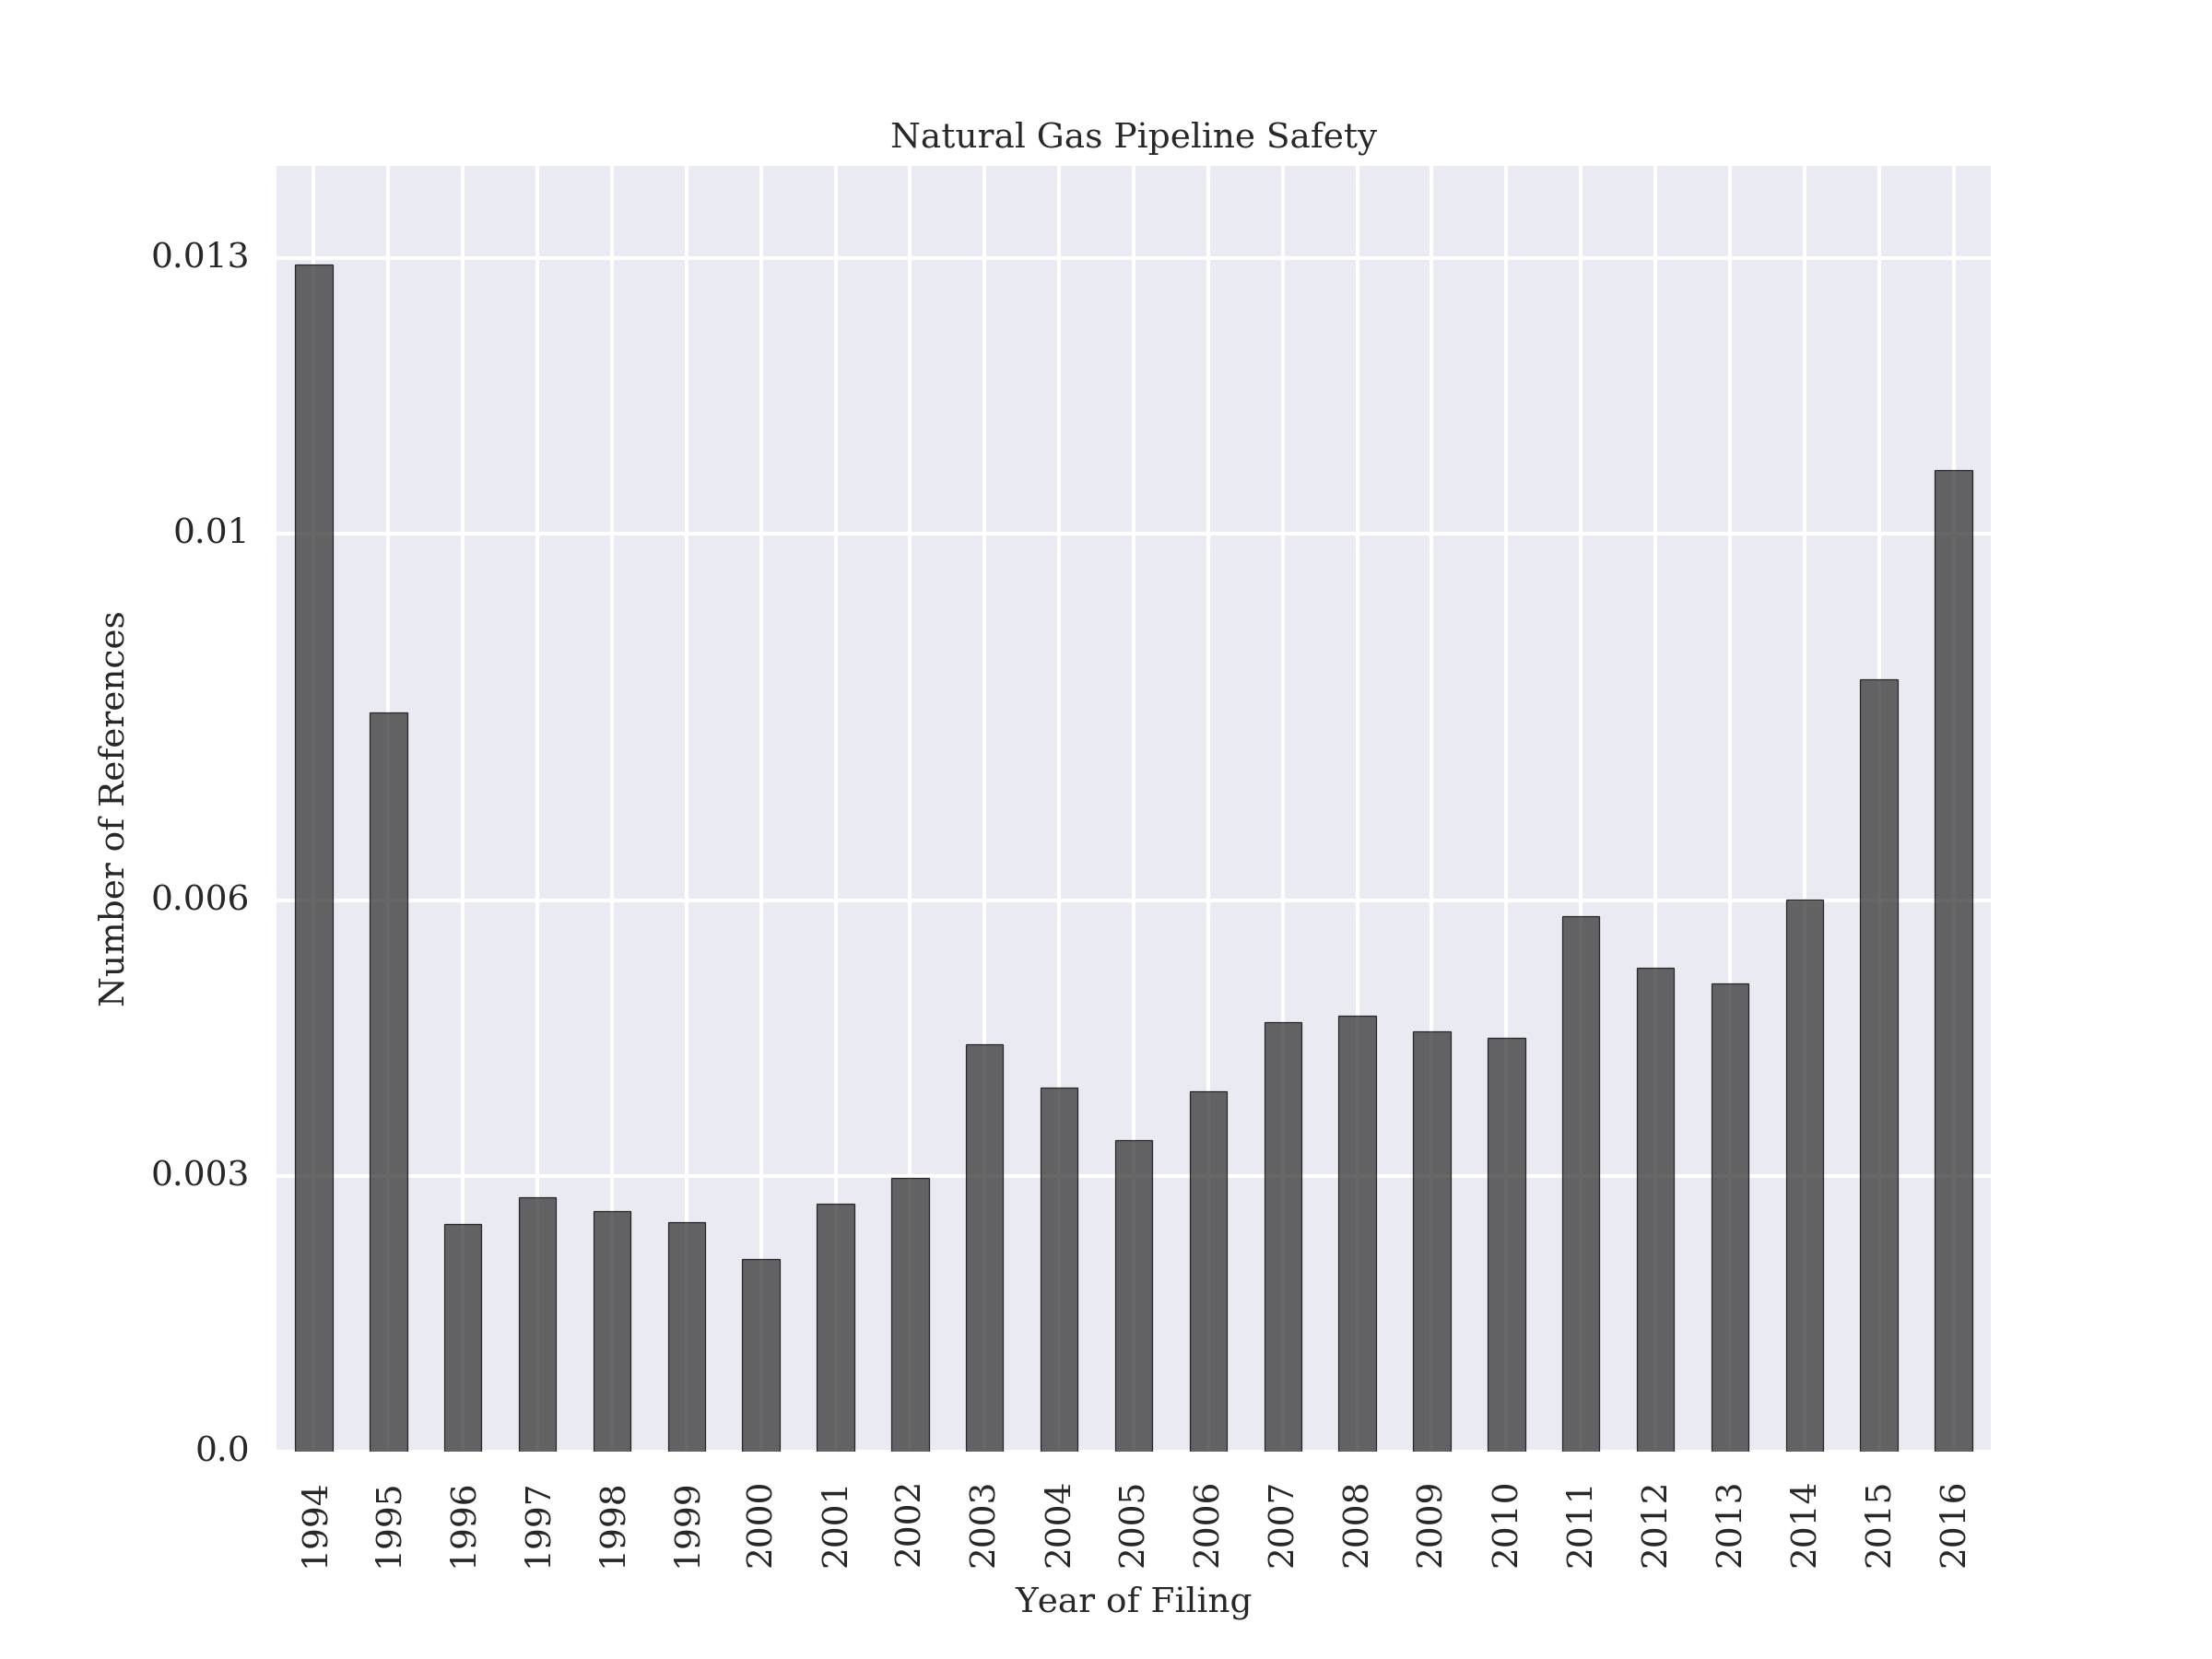 Natural Gas Pipeline Safety
0.013
0.01
0.006
0.003
0.0
Number of References
1994 1995 1996 1997 1998 1999 2000 2001 2002 2003 2004 2005 2006 2007 2008 2009 2010 2011 2012 2013 2014 2015 2016
Year of Filing